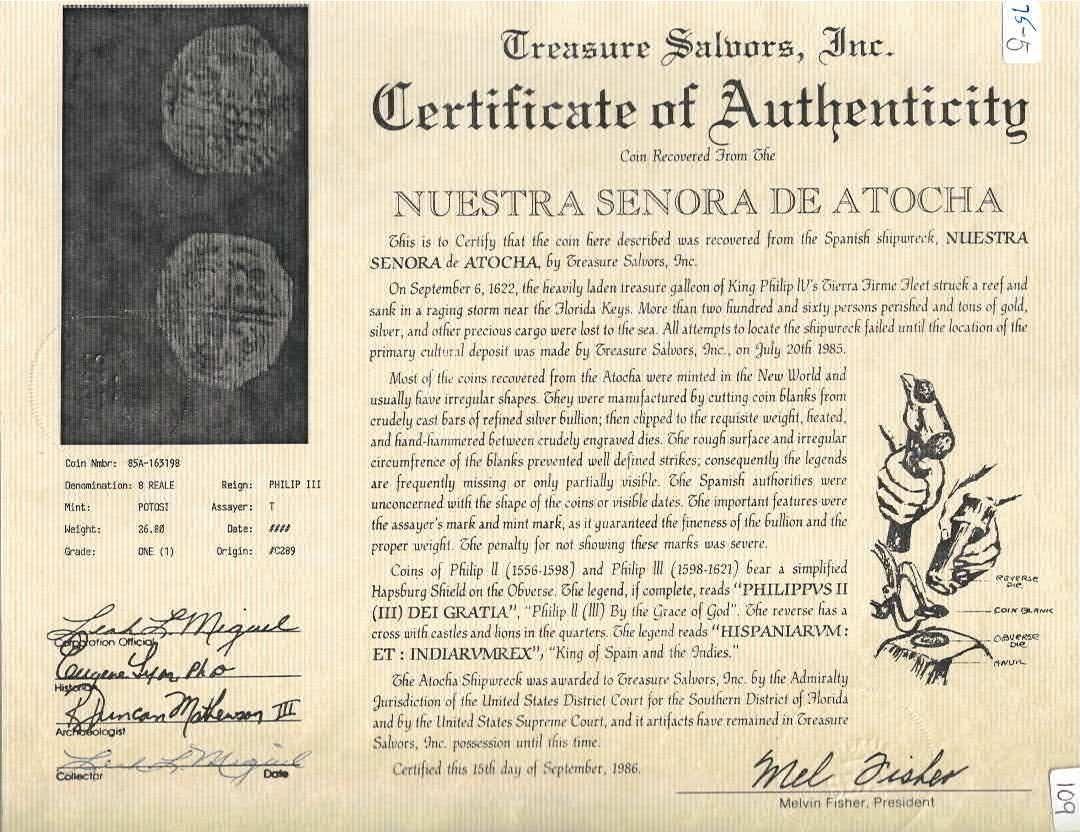 75-5
Treasure Salvors, Inc.
Certificate of Authenticity
Coin Recovered From The
NUESTRA SENORA DE ATOCHA
This is to Certify that the coin here described was recovered from the Spanish shipwreck, NUESTRA
SENORA de ATOCHA, by Treasure Salvors, Inc.
On September 6, 1622, the heavily laden treasure galleon of King Philip IV's Tierra Firme Fleet struck a reef and
sank in a raging storm near the Florida Keys. More than two hundred and sixty persons perished and tons of gold,
silver, and other precious cargo were lost to the sea. All attempts to locate the shipwreck failed until the location of the
primary cultural deposit was made by Treasure Salvors, Inc., on July 20th 1985.
Most of the coins recovered from the Atocha were minted in the New World and
usually have irregular shapes. They were manufactured by cutting coin blanks from
crudely cast bars of refined silver bullion; then clipped to the requisite weight, heated,
and hand-hammered between crudely engraved dies. The rough surface and irregular
circumfrence of the blanks prevented well defined strikes; consequently the legends
are frequently missing or only partially visible. The Spanish authorities were
unconcerned with the shape of the coins or visible dates. The important features were
the assayer's mark and mint mark, as it guaranteed the fineness of the bullion and the
proper weight. The penalty for not showing these marks was severe.
Coins of Philip II (1556-1598) and Philip III (1598-1621) bear a simplified
Hapsburg Shield on the Obverse. The legend, if complete, reads "PHILIPPVS II
(III) DEI GRATIA", "Philip II (III) By the Grace of God". The reverse has a
cross with castles and lions in the quarters. The legend reads "HISPANIARVM :
ET : INDIARVMREX", "King of Spain and the Indies."
The Atocha Shipwreck was awarded to Treasure Salvors, Inc. by the Admiralty
Jurisdiction of the United States District Court for the Southern District of Florida
and by the United States Supreme Court, and it artifacts have remained in Treasure
Salvors, Inc. possession until this time.
Certified this 15th day of September, 1986.
REVERSE
DIE
COIN BLANK
OBVERSE
DIE
ANVIL
Coin Nmbr: 85A-163198
Denomination: 8 REALE Reign: PHILIP III
Mint: POTOSI Assayer: T
Weight: 26.80 Date: ####
Grade: ONE (1) Origin: #C289
Leah L. Miguel
Corporation Official
Eugene Lyon, PhD
Historian
R Duncan Mathewson III
Archaeologist
Leah L. Miguel
Collector Date
Mel Fisher
Melvin Fisher, President
109